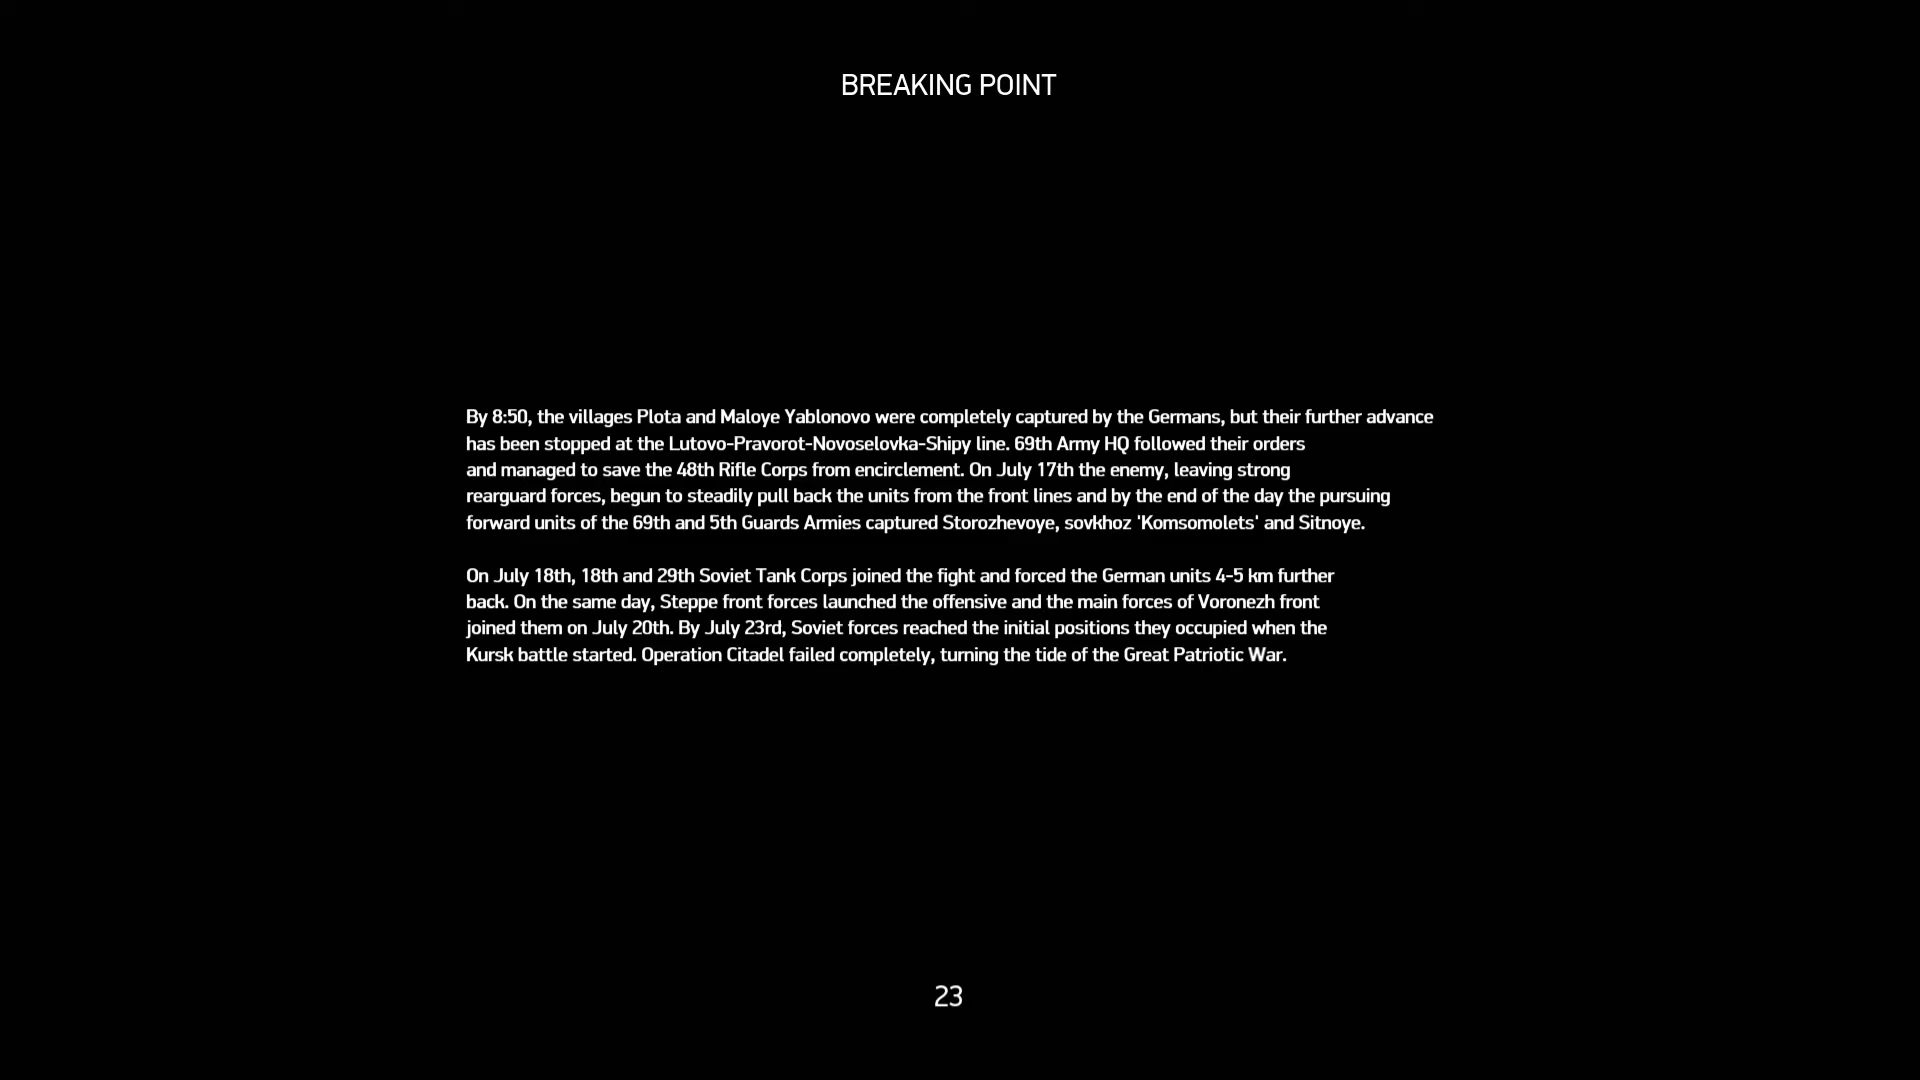 BREAKING POINT
By 8:50, the villages Plota and Maloye Yablonovo were completely captured by the Germans, but their further advance
has been stopped at the Lutovo-Pravorot-Novoselovka-Shipy line. 69th Army HQ followed their orders
and managed to save the 48th Rifle Corps from encirclement. On July 17th the enemy, leaving strong
rearguard forces, begun to steadily pull back the units from the front lines and by the end of the day the pursuing
forward units of the 69th and 5th Guards Armies captured Storozhevoye, sovkhoz 'Komsomolets' and Sitnoye.
On July 18th, 18th and 29th Soviet Tank Corps joined the fight and forced the German units 4-5 km further
back. On the same day, Steppe front forces launched the offensive and the main forces of Voronezh front
joined them on July 20th. By July 23rd, Soviet forces reached the initial positions they occupied when the
Kursk battle started. Operation Citadel failed completely, turning the tide of the Great Patriotic War.
23